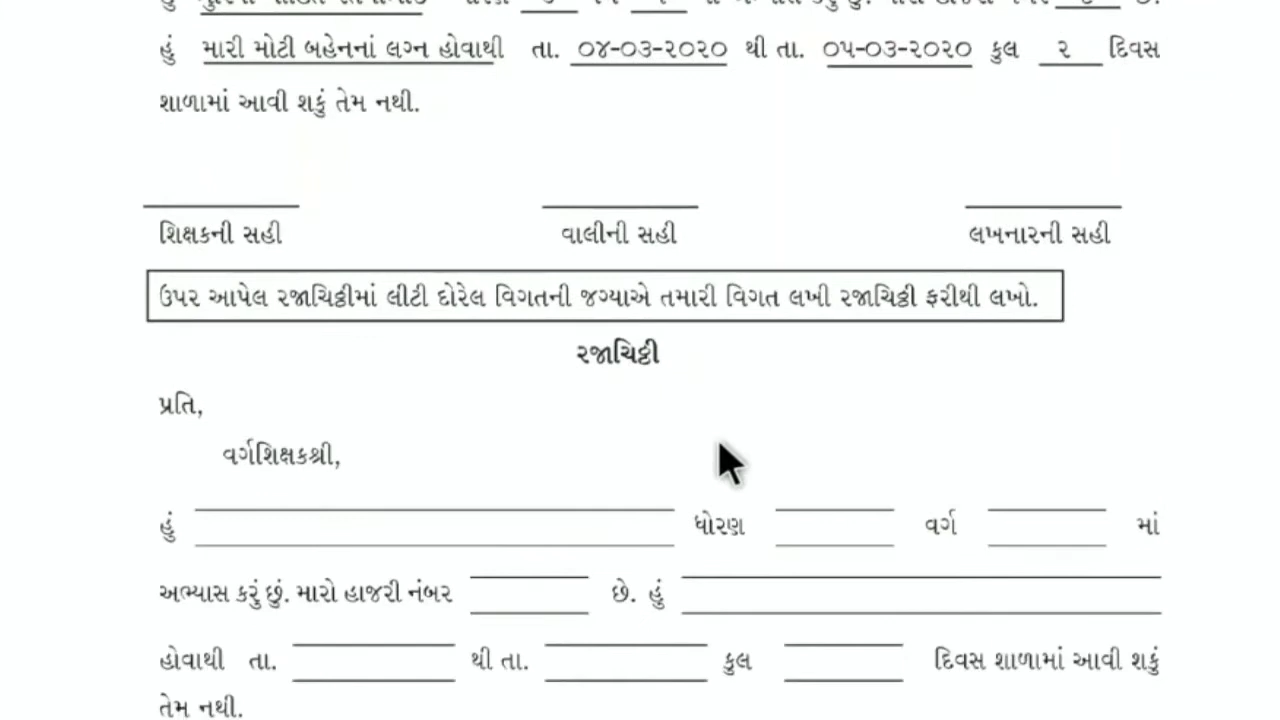 હું મારી મોટી બહેનનાં લગ્ન હોવાથી તા. ૦૪-૦૩-૨૦૨૦ થી તા. ૦૫-૦૩-૨૦૨૦ કુલ ૨ દિવસ
શાળામાં આવી શકું તેમ નથી.
શિક્ષકની સહી વાલીની સહી લખનારની સહી
ઉપર આપેલ રજાચિઠ્ઠીમાં લીટી દોરેલ વિગતની જગ્યાએ તમારી વિગત લખી રજાચિઠ્ઠી ફરીથી લખો.
રજાચિઠ્ઠી
પ્રતિ,
વર્ગશિક્ષકશ્રી,
હું ધોરણ વર્ગ માં
અભ્યાસ કરું છું. મારો હાજરી નંબર છે. હું
હોવાથી તા. થી તા. કુલ દિવસ શાળામાં આવી શકું
તેમ નથી.